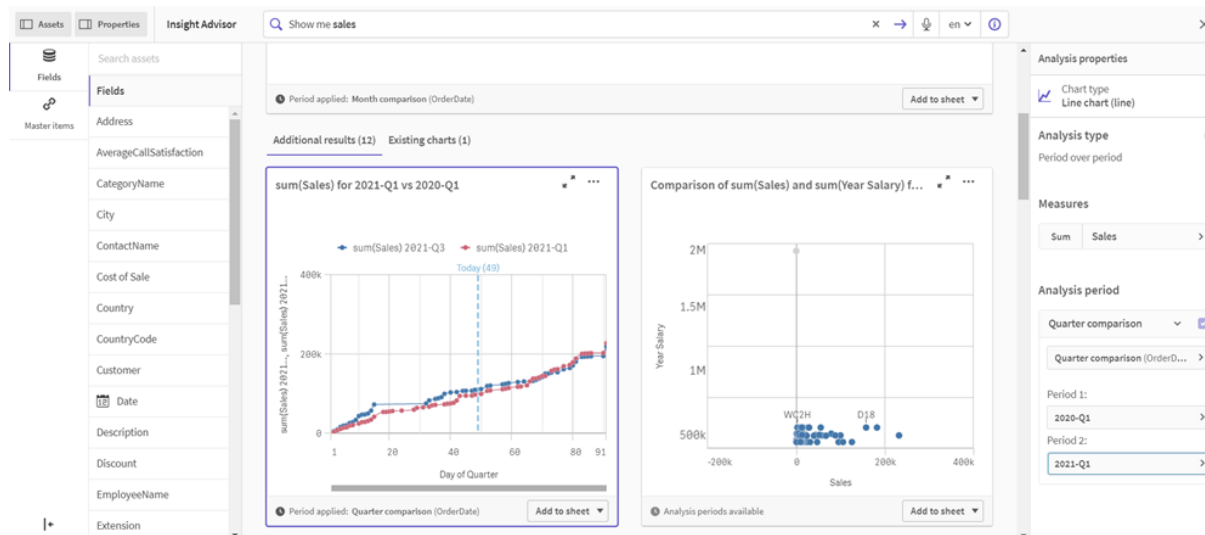 Assets
Properties
Insight Advisor
Show me sales
en
Fields
Master items
Search assets
Fields
Address
AverageCallSatisfaction
CategoryName
City
ContactName
Cost of Sale
Country
CountryCode
Customer
Date
Description
Discount
EmployeeName
Extension
Period applied: Month comparison (OrderDate)
Add to sheet
Additional results (12)
Existing charts (1)
sum(Sales) for 2021-Q1 vs 2020-Q1
sum(Sales) 2021-Q3
sum(Sales) 2021-Q1
Today (49)
sum(Sales) 2021..., sum(Sales) 2021...
400k
200k
0
1 20 40 60 80 91
Day of Quarter
Period applied: Quarter comparison (OrderDate)
Add to sheet
Comparison of sum(Sales) and sum(Year Salary) f...
Year Salary
2M
1.5M
1M
500k
WC2H
D18
-200k 0 200k 400k
Sales
Analysis periods available
Add to sheet
Analysis properties
Chart type
Line chart (line)
Analysis type
Period over period
Measures
Sum Sales
Analysis period
Quarter comparison
Quarter comparison (OrderD...
Period 1:
2020-Q1
Period 2:
2021-Q1